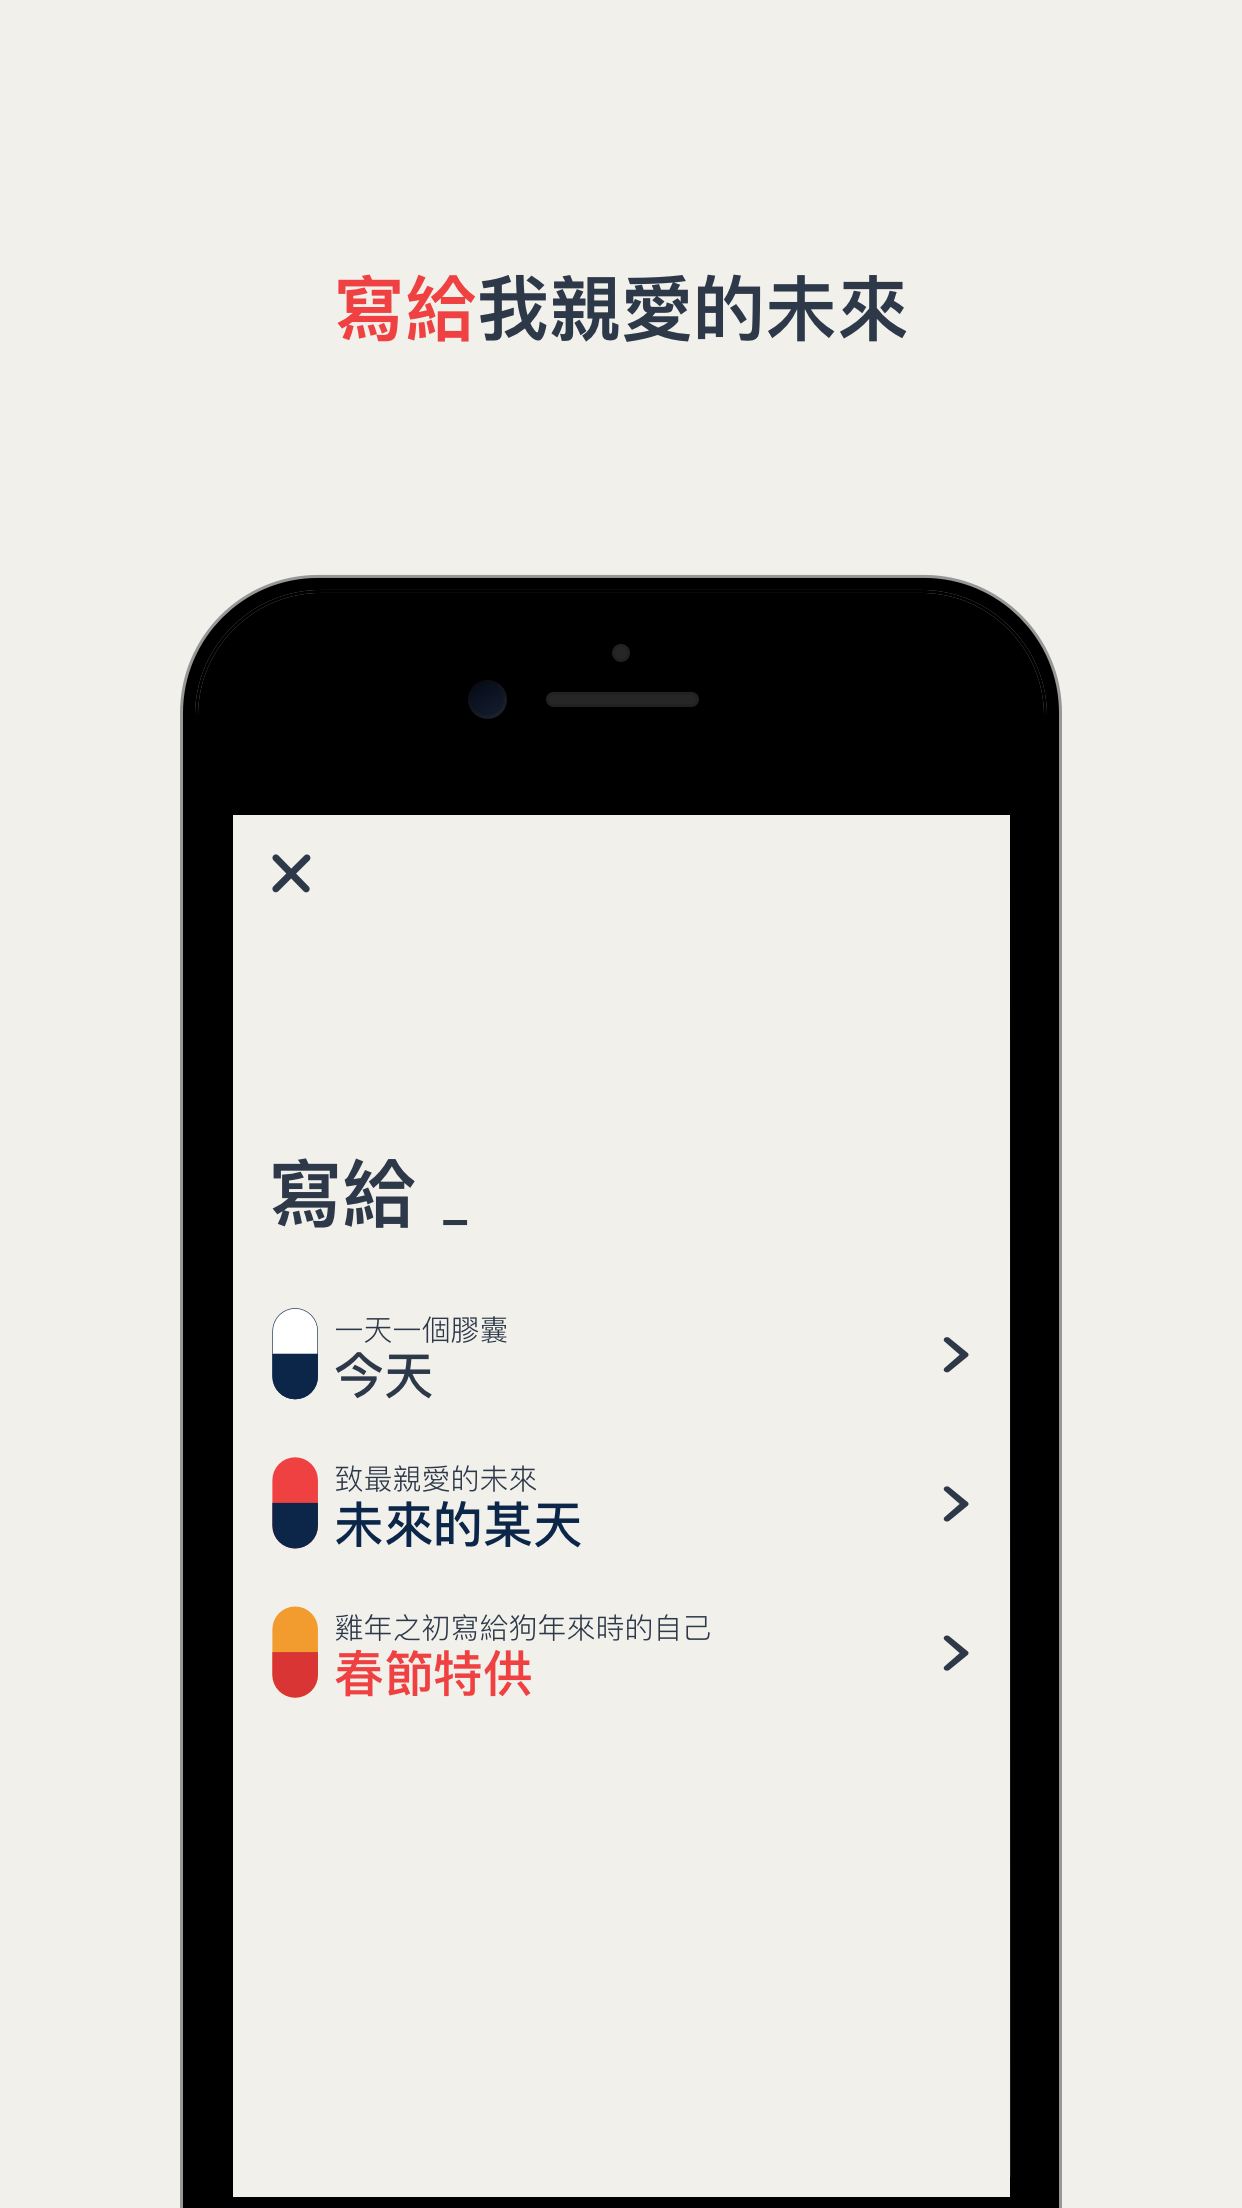 寫給我親愛的未來
寫給 _
一天一個膠囊
今天
致最親愛的未來
未來的某天
雞年之初寫給狗年來時的自己
春節特供